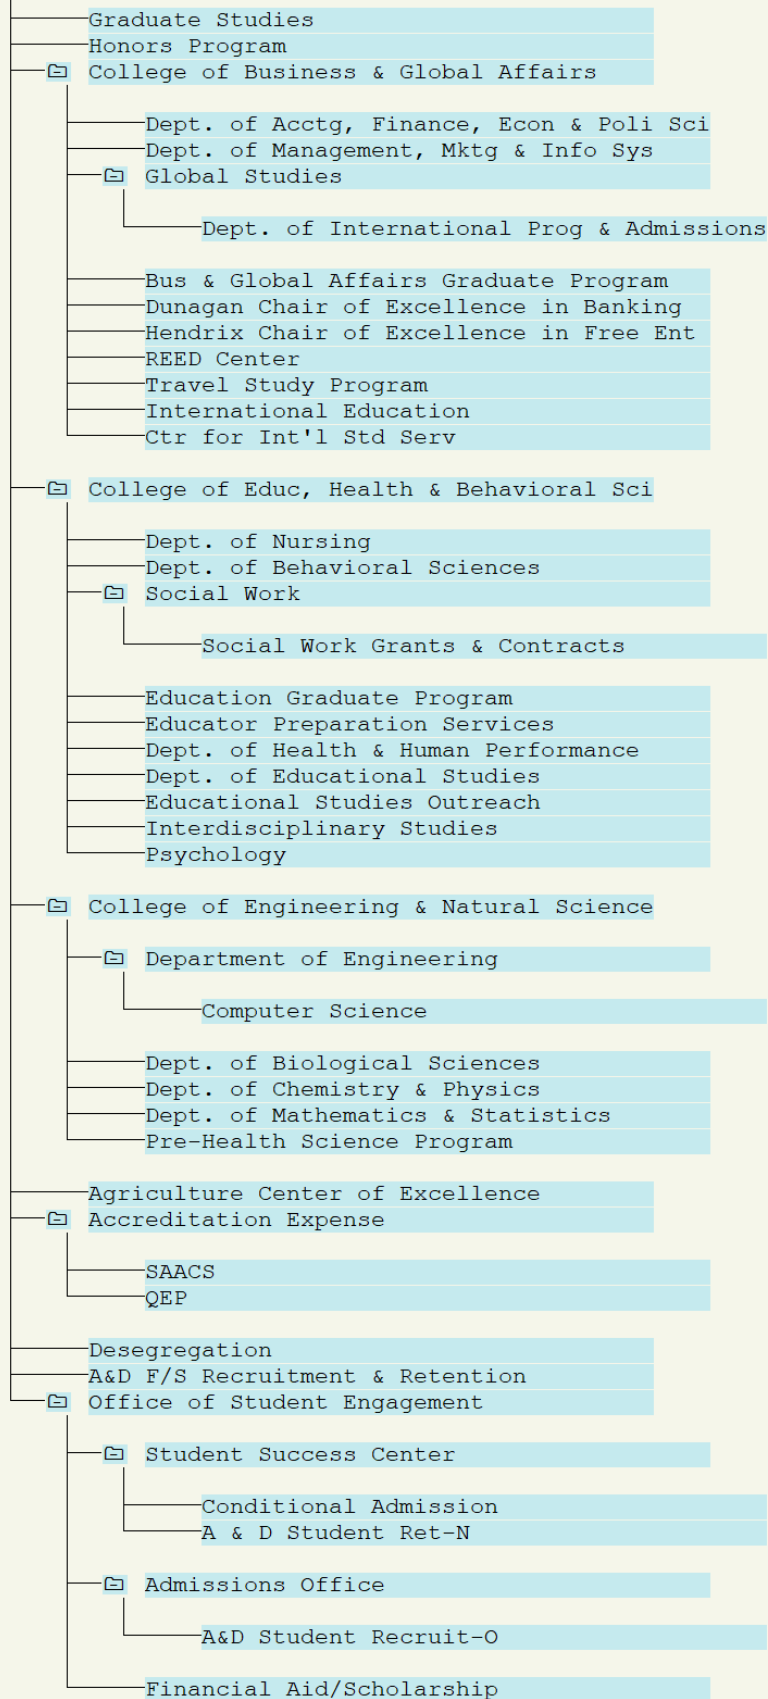 Graduate Studies
Honors Program
College of Business & Global Affairs
Dept. of Acctg, Finance, Econ & Poli Sci
Dept. of Management, Mktg & Info Sys
Global Studies
Dept. of International Prog & Admissions
Bus & Global Affairs Graduate Program
Dunagan Chair of Excellence in Banking
Hendrix Chair of Excellence in Free Ent
REED Center
Travel Study Program
International Education
Ctr for Int'l Std Serv
College of Educ, Health & Behavioral Sci
Dept. of Nursing
Dept. of Behavioral Sciences
Social Work
Social Work Grants & Contracts
Education Graduate Program
Educator Preparation Services
Dept. of Health & Human Performance
Dept. of Educational Studies
Educational Studies Outreach
Interdisciplinary Studies
Psychology
College of Engineering & Natural Science
Department of Engineering
Computer Science
Dept. of Biological Sciences
Dept. of Chemistry & Physics
Dept. of Mathematics & Statistics
Pre-Health Science Program
Agriculture Center of Excellence
Accreditation Expense
SAACS
QEP
Desegregation
A&D F/S Recruitment & Retention
Office of Student Engagement
Student Success Center
Conditional Admission
A & D Student Ret-N
Admissions Office
A&D Student Recruit-O
Financial Aid/Scholarship